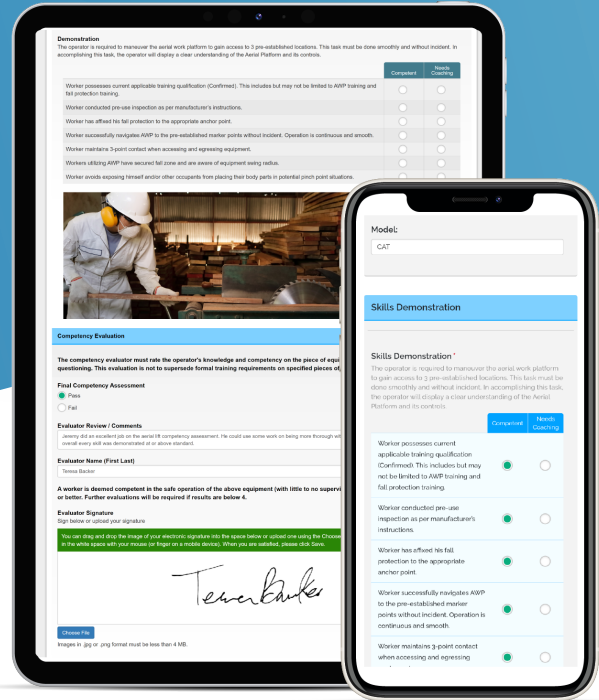 Demonstration
The operator is required to maneuver the aerial work platform to gain access to 3 pre-established locations. This task must be done smoothly and without incident. In
accomplishing this task, the operator will display a clear understanding of the Aerial Platform and its controls.
Competent
Needs
Coaching
Worker possesses current applicable training qualification (Confirmed). This includes but may not be limited to AWP training and
fall protection training.
Worker conducted pre-use inspection as per manufacturer's instructions.
Worker has affixed his fall protection to the appropriate anchor point.
Worker successfully navigates AWP to the pre-established marker points without incident. Operation is continuous and smooth.
Worker maintains 3-point contact when accessing and egressing equipment.
Workers utilizing AWP have secured fall zone and are aware of equipment swing radius.
Worker avoids exposing himself and/or other occupants from placing their body parts in potential pinch point situations.
Competency Evaluation
The competency evaluator must rate the operator's knowledge and competency on the piece of equi
questioning. This evaluation is not to supersede formal training requirements on specified pieces of
Final Competency Assessment
Pass
Fail
Evaluator Review / Comments
Jeremy did an excellent job on the aerial lift competency assessment. He could use some work on being more thorough wit
overall every skill was demonstrated at or above standard.
Evaluator Name (First Last)
Teresa Backer
A worker is deemed competent in the safe operation of the above equipment (with little to no supervi
or better. Further evaluations will be required if results are below 4.
Evaluator Signature
Sign below or upload your signature
You can drag and drop the image of your electronic signature into the space below or upload one using the Choose
in the white space with your mouse (or finger on a mobile device). When you are satisfied, please click Save.
Choose File
Images in .jpg or .png format must be less than 4 MB.
Model:
CAT
Skills Demonstration
Skills Demonstration *
The operator is required to maneuver the aerial work platform
to gain access to 3 pre-established locations. This task must be
done smoothly and without incident. In accomplishing this task,
the operator will display a clear understanding of the Aerial
Platform and its controls.
Competent
Needs
Coaching
Worker possesses current
applicable training qualification
(Confirmed). This includes but may
not be limited to AWP training and
fall protection training.
Worker conducted pre-use
inspection as per manufacturer's
instructions.
Worker has affixed his fall
protection to the appropriate
anchor point.
Worker successfully navigates AWP
to the pre-established marker
points without incident. Operation is
continuous and smooth.
Worker maintains 3-point contact
when accessing and egressing